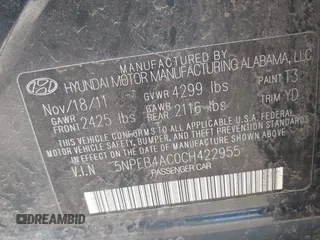 MANUFACTURED BY
HYUNDAI MOTOR MANUFACTURING ALABAMA, LLC
Nov/18/11 GVWR 4299 lbs PAINT T3
GAWR FRONT 2425 lbs GAWR REAR 2116 lbs TRIM YD
THIS VEHICLE CONFORMS TO ALL APPLICABLE U.S. FEDERAL
MOTOR VEHICLE SAFETY, BUMPER, AND THEFT PREVENTION
STANDARDS IN EFFECT ON THE DATE OF MANUFACTURE SHOWN ABOVE.
V.I.N 5NPEB4AC0CH422955
PASSENGER CAR
DREAMBID